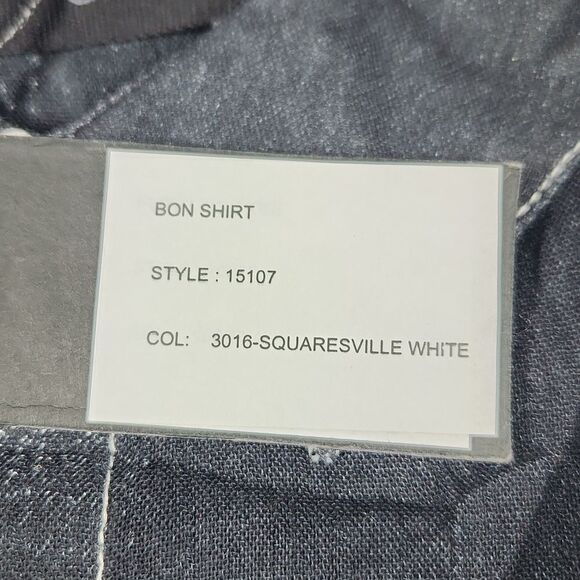 BON SHIRT
STYLE : 15107
COL: 3016-SQUARESVILLE WHITE